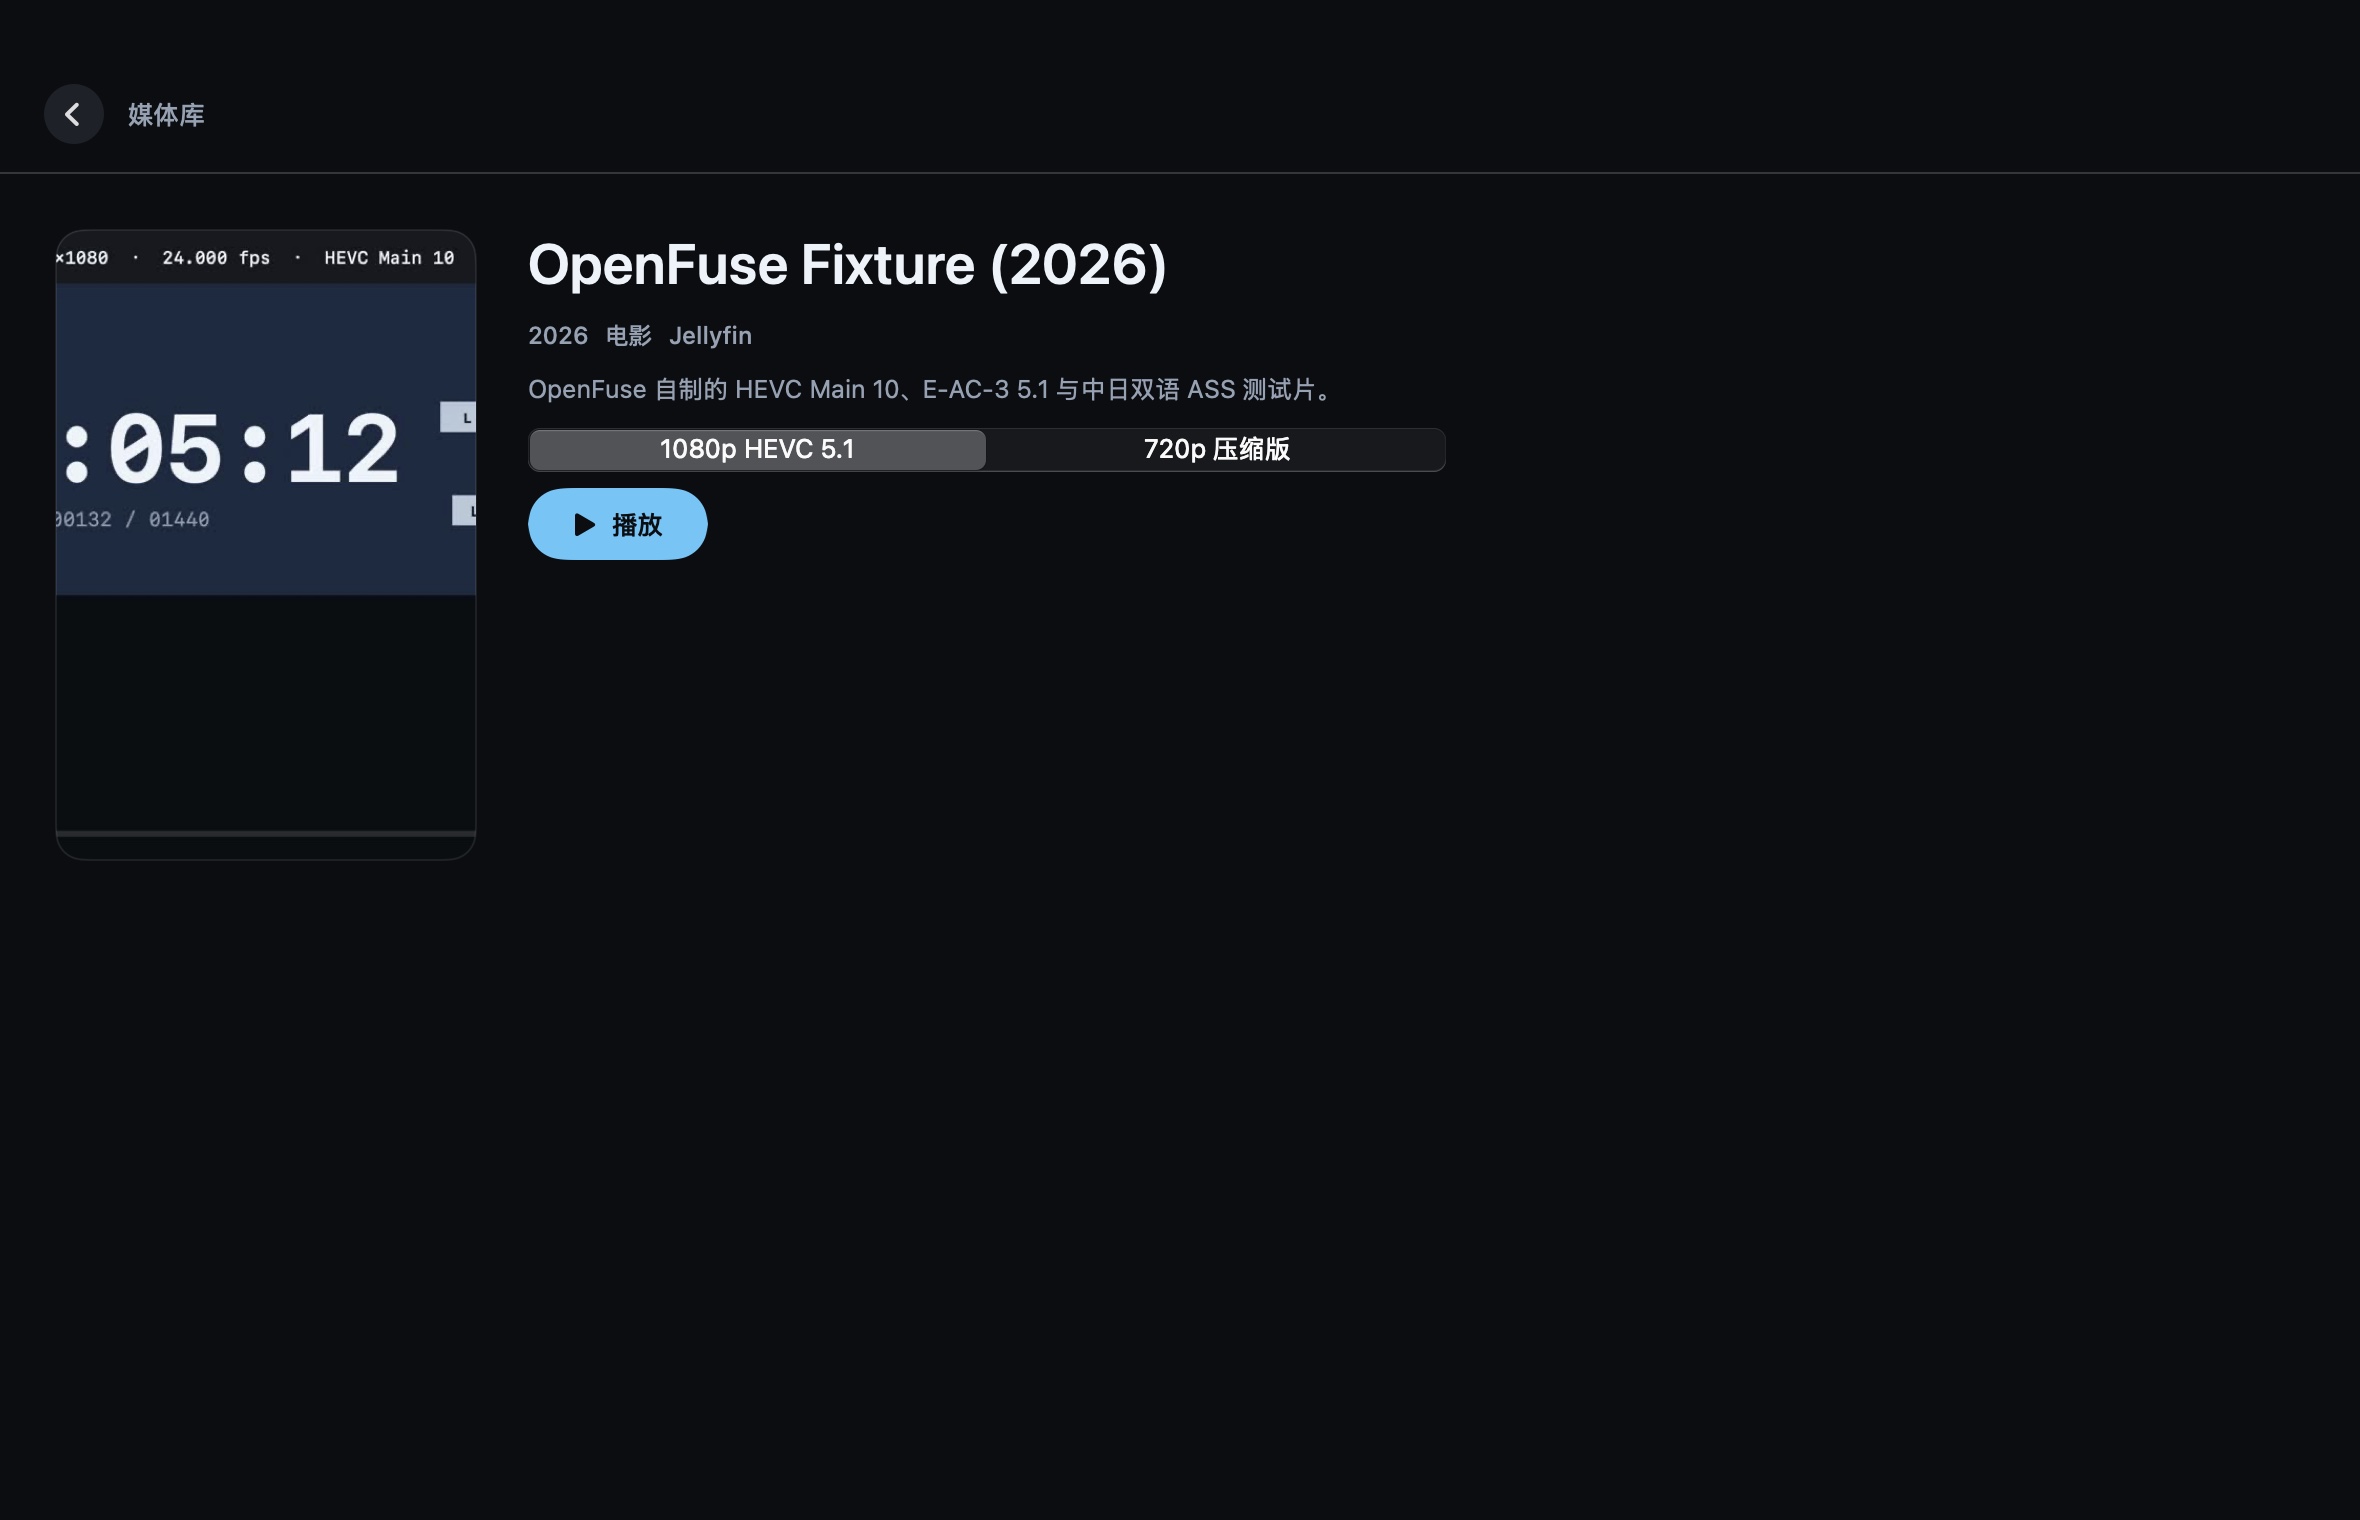 媒体库
×1080 · 24.000 fps · HEVC Main 10
:05:12
L
00132 / 01440
OpenFuse Fixture (2026)
2026 电影 Jellyfin
OpenFuse 自制的 HEVC Main 10、E-AC-3 5.1 与中日双语 ASS 测试片。
1080p HEVC 5.1
720p 压缩版
播放